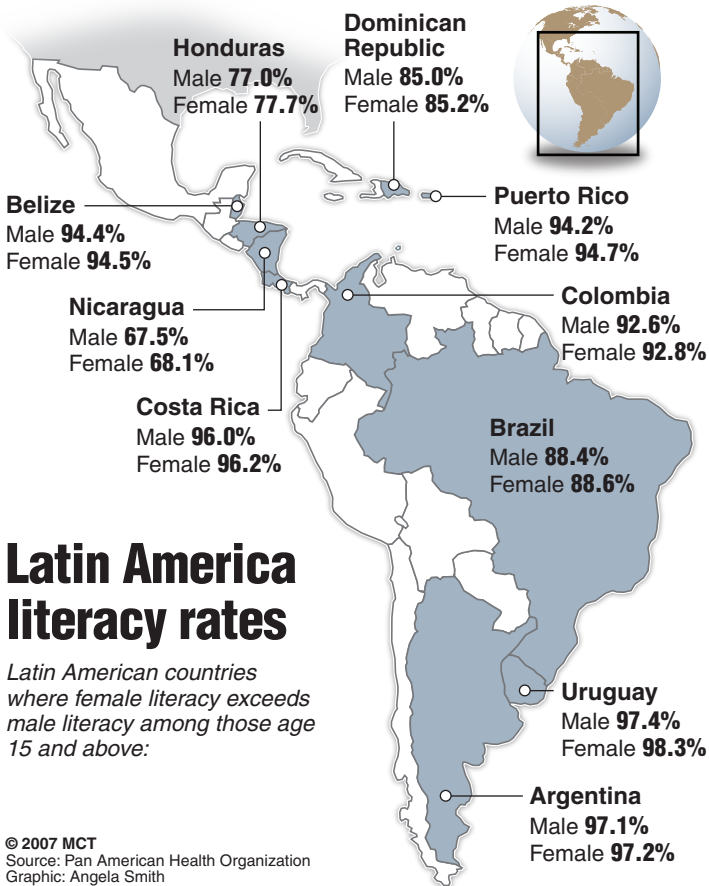 Honduras
Male 77.0%
Female 77.7%
Dominican
Republic
Male 85.0%
Female 85.2%
Belize
Male 94.4%
Female 94.5%
Puerto Rico
Male 94.2%
Female 94.7%
Nicaragua
Male 67.5%
Female 68.1%
Colombia
Male 92.6%
Female 92.8%
Costa Rica
Male 96.0%
Female 96.2%
Brazil
Male 88.4%
Female 88.6%
Latin America
literacy rates
Latin American countries
where female literacy exceeds
male literacy among those age
15 and above:
Uruguay
Male 97.4%
Female 98.3%
Argentina
Male 97.1%
Female 97.2%
© 2007 MCT
Source: Pan American Health Organization
Graphic: Angela Smith